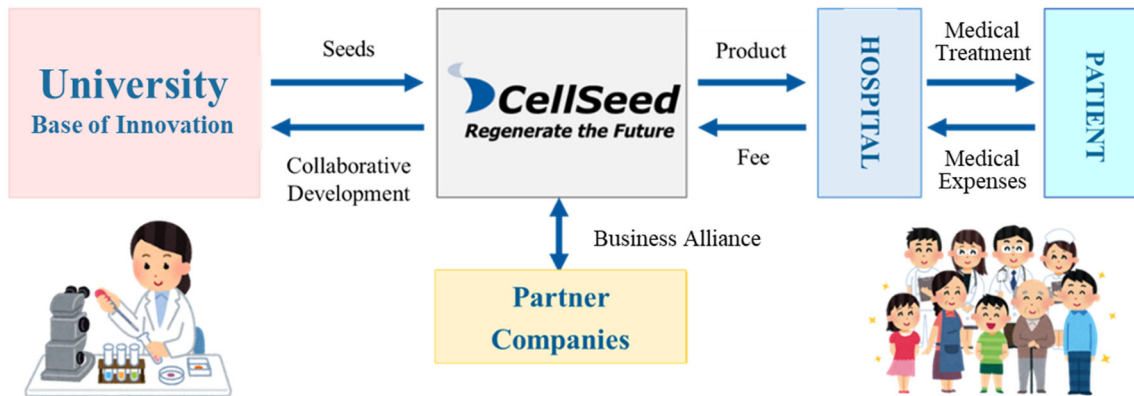 University
Base of Innovation
Seeds
Collaborative
Development
CellSeed
Regenerate the Future
Product
Fee
HOSPITAL
Medical
Treatment
Medical
Expenses
PATIENT
Business Alliance
Partner
Companies